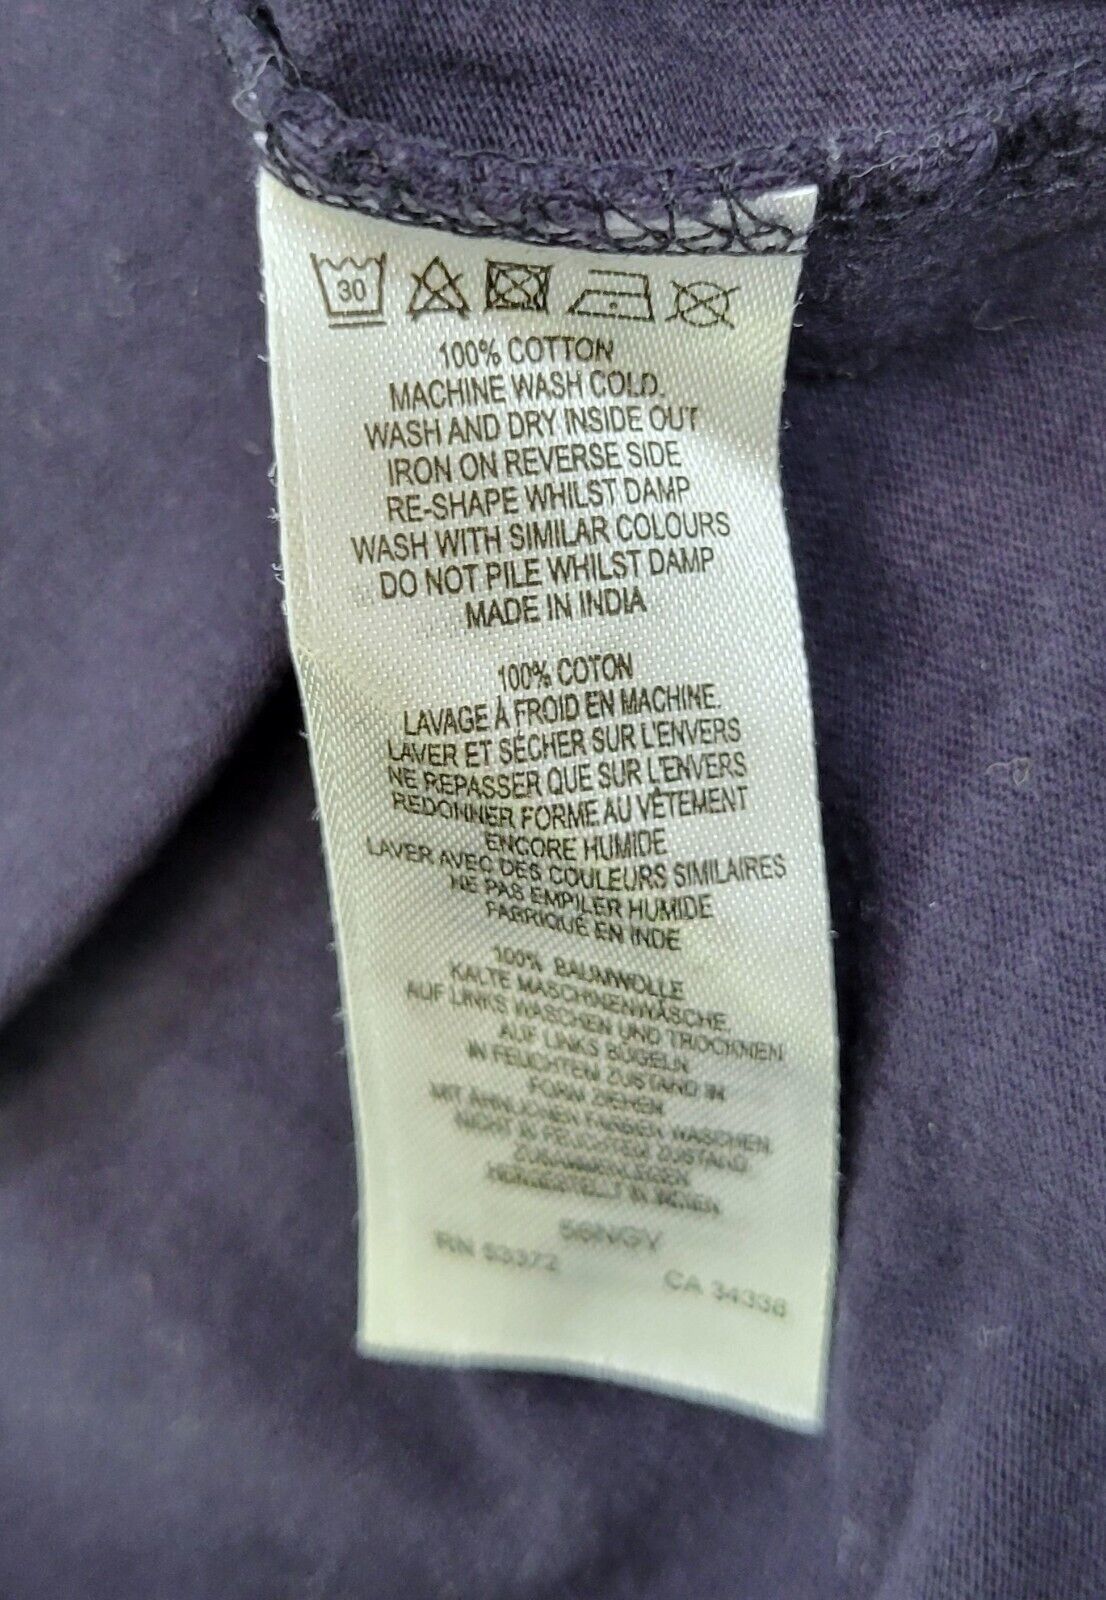 30
100% COTTON
MACHINE WASH COLD.
WASH AND DRY INSIDE OUT
IRON ON REVERSE SIDE
RE-SHAPE WHILST DAMP
WASH WITH SIMILAR COLOURS
DO NOT PILE WHILST DAMP
MADE IN INDIA
100% COTON
LAVAGE À FROID EN MACHINE.
LAVER ET SÉCHER SUR L'ENVERS
NE REPASSER QUE SUR L'ENVERS
REDONNER FORME AU VÊTEMENT
ENCORE HUMIDE
LAVER AVEC DES COULEURS SIMILAIRES
NE PAS EMPILER HUMIDE
FABRIQUÉ EN INDE
100% BAUMWOLLE
KALTE MASCHINENWÄSCHE.
AUF LINKS WASCHEN UND TROCKNEN
AUF LINKS BÜGELN
IN FEUCHTEN ZUSTAND IN
FORM ZIEHEN
MIT ÄHNLICHEN FARBEN WASCHEN
NICHT IN FEUCHTEM ZUSTAND
ZUSAMMENLEGEN
HERGESTELLT IN INDIEN
56NGY
RN 53372 CA 34338